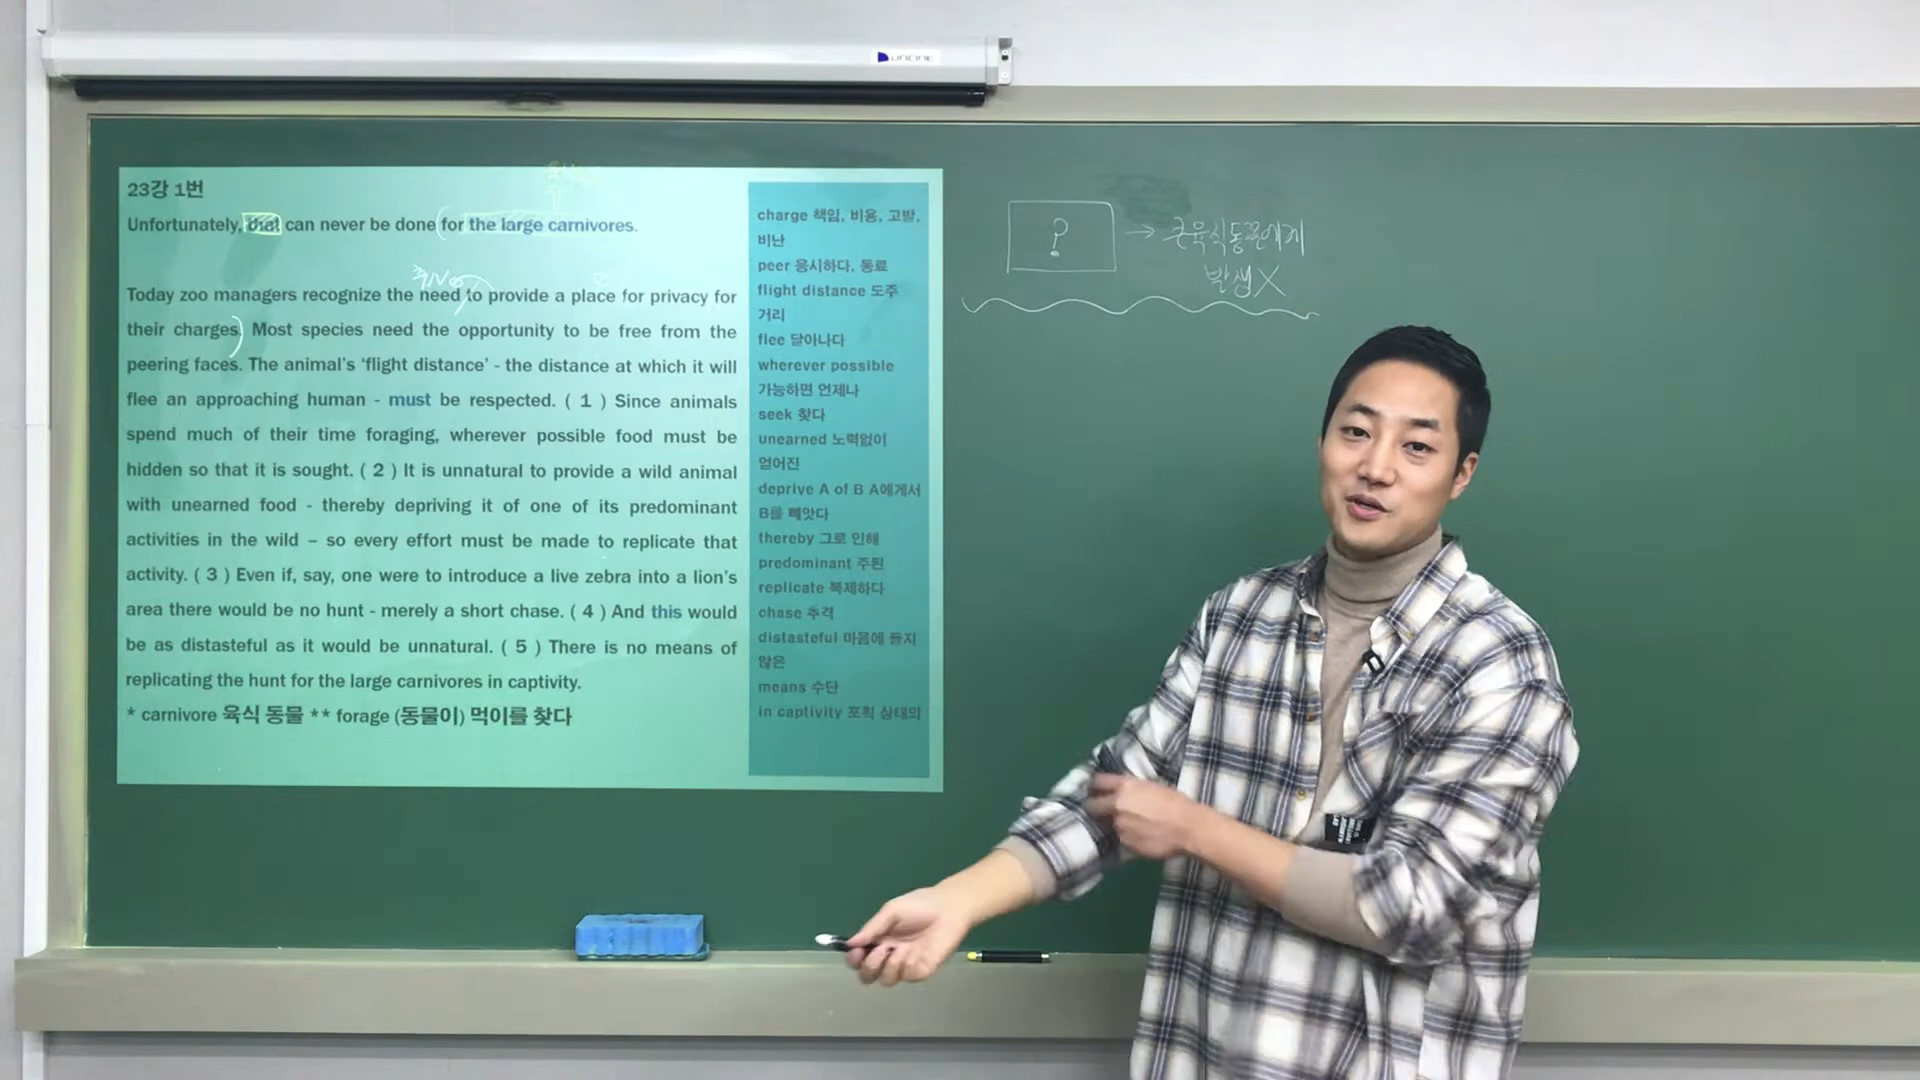 UNCINE
23강 1번
Unfortunately, that can never be done for the large carnivores.
Today zoo managers recognize the need to provide a place for privacy for
their charges. Most species need the opportunity to be free from the
peering faces. The animal's 'flight distance' - the distance at which it will
flee an approaching human - must be respected. ( 1 ) Since animals
spend much of their time foraging, wherever possible food must be
hidden so that it is sought. ( 2 ) It is unnatural to provide a wild animal
with unearned food - thereby depriving it of one of its predominant
activities in the wild – so every effort must be made to replicate that
activity. ( 3 ) Even if, say, one were to introduce a live zebra into a lion's
area there would be no hunt - merely a short chase. ( 4 ) And this would
be as distasteful as it would be unnatural. ( 5 ) There is no means of
replicating the hunt for the large carnivores in captivity.
* carnivore 육식 동물 ** forage (동물이) 먹이를 찾다
charge 책임, 비용, 고발,
비난
peer 응시하다, 동료
flight distance 도주
거리
flee 달아나다
wherever possible
가능하면 언제나
seek 찾다
unearned 노력없이
얻어진
deprive A of B A에게서
B를 빼앗다
thereby 그로 인해
predominant 주된
replicate 복제하다
chase 추격
distasteful 마음에 들지
않은
means 수단
in captivity 포획 상태의
? → 큰육식동물에게
발생X